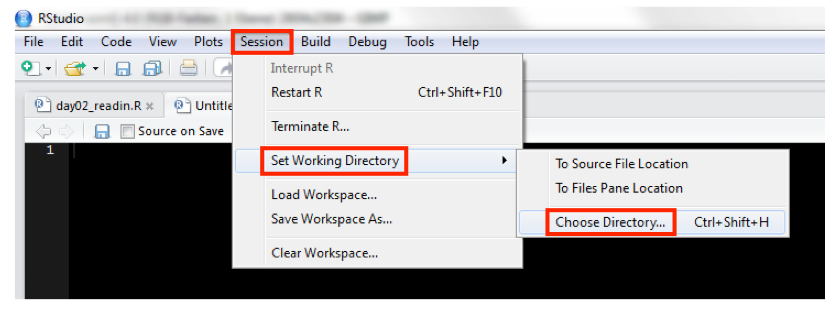 RStudio
File Edit Code View Plots Session Build Debug Tools Help
Interrupt R
Restart R Ctrl+Shift+F10
day02_readin.R × Untitle
Terminate R...
Source on Save
1
Set Working Directory
To Source File Location
To Files Pane Location
Load Workspace...
Save Workspace As...
Choose Directory... Ctrl+Shift+H
Clear Workspace...